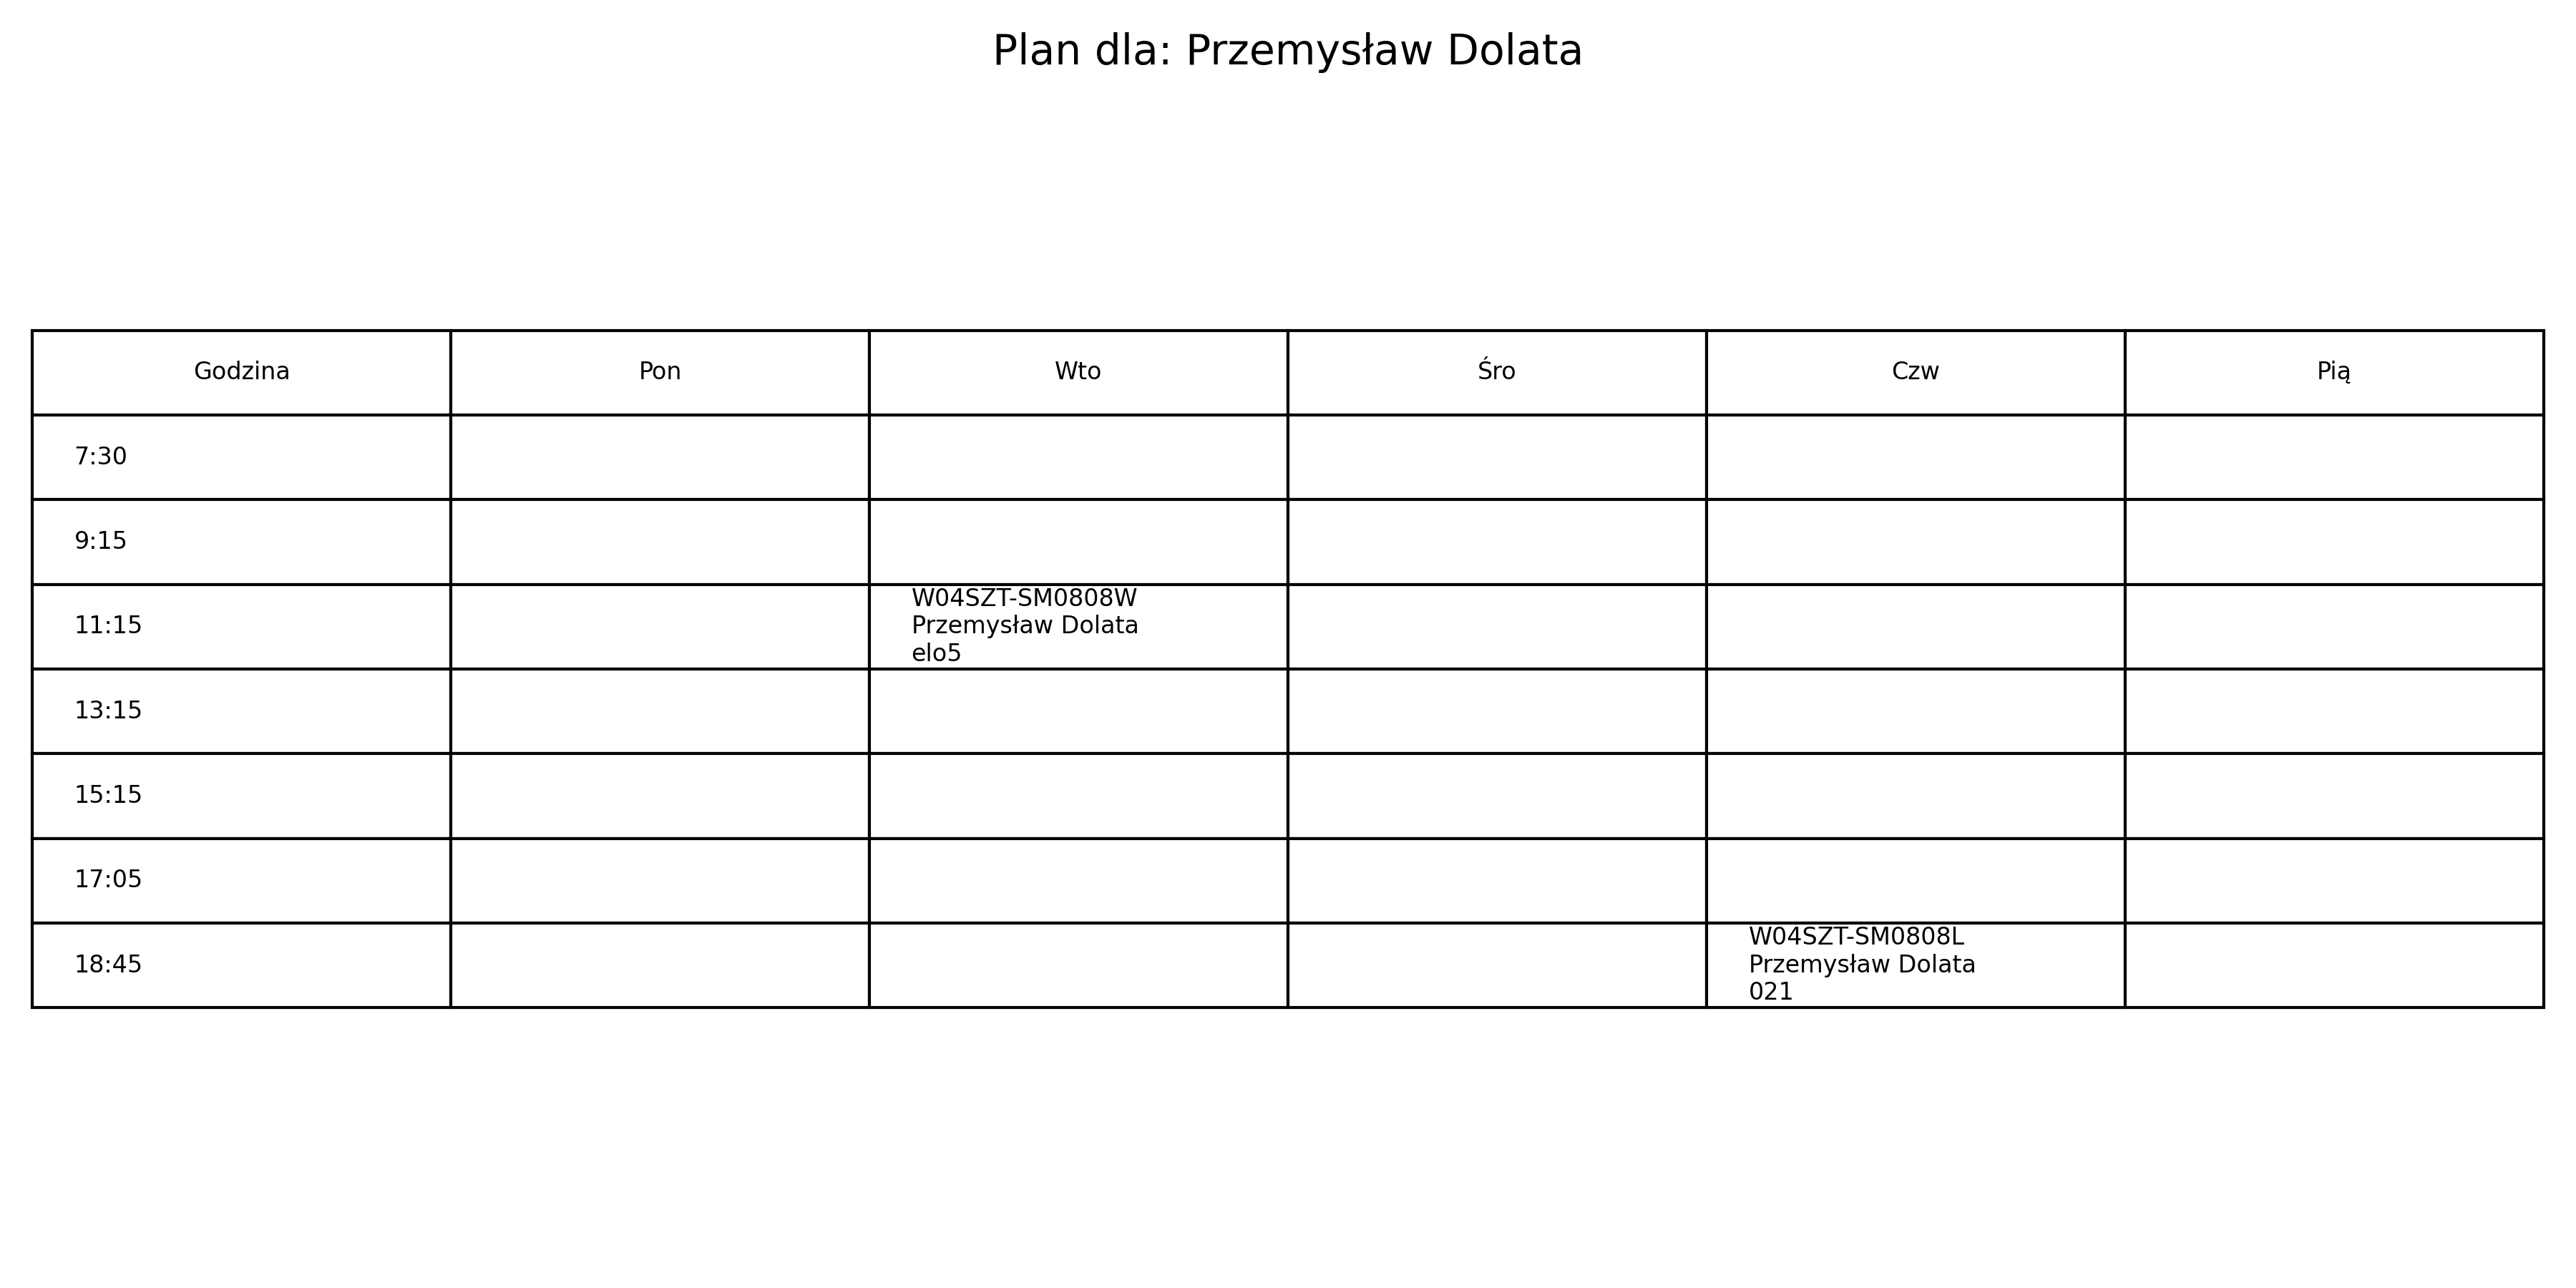 Plan dla: Przemysław Dolata
Godzina Pon Wto Śro Czw Pią
7:30
9:15
11:15
W04SZT-SM0808W
Przemysław Dolata
elo5
13:15
15:15
17:05
18:45
W04SZT-SM0808L
Przemysław Dolata
021